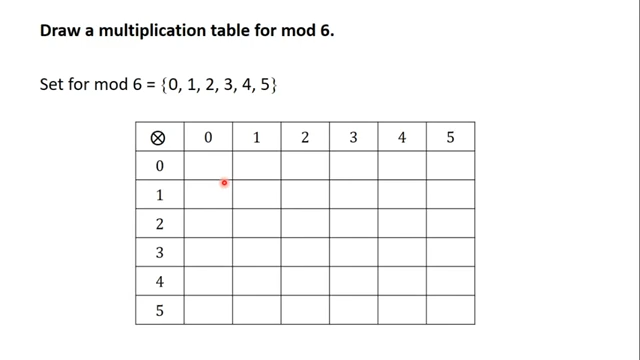 Draw a multiplication table for mod 6.
Set for mod 6 = {0, 1, 2, 3, 4, 5}
⊗ 0 1 2 3 4 5
0
1
2
3
4
5